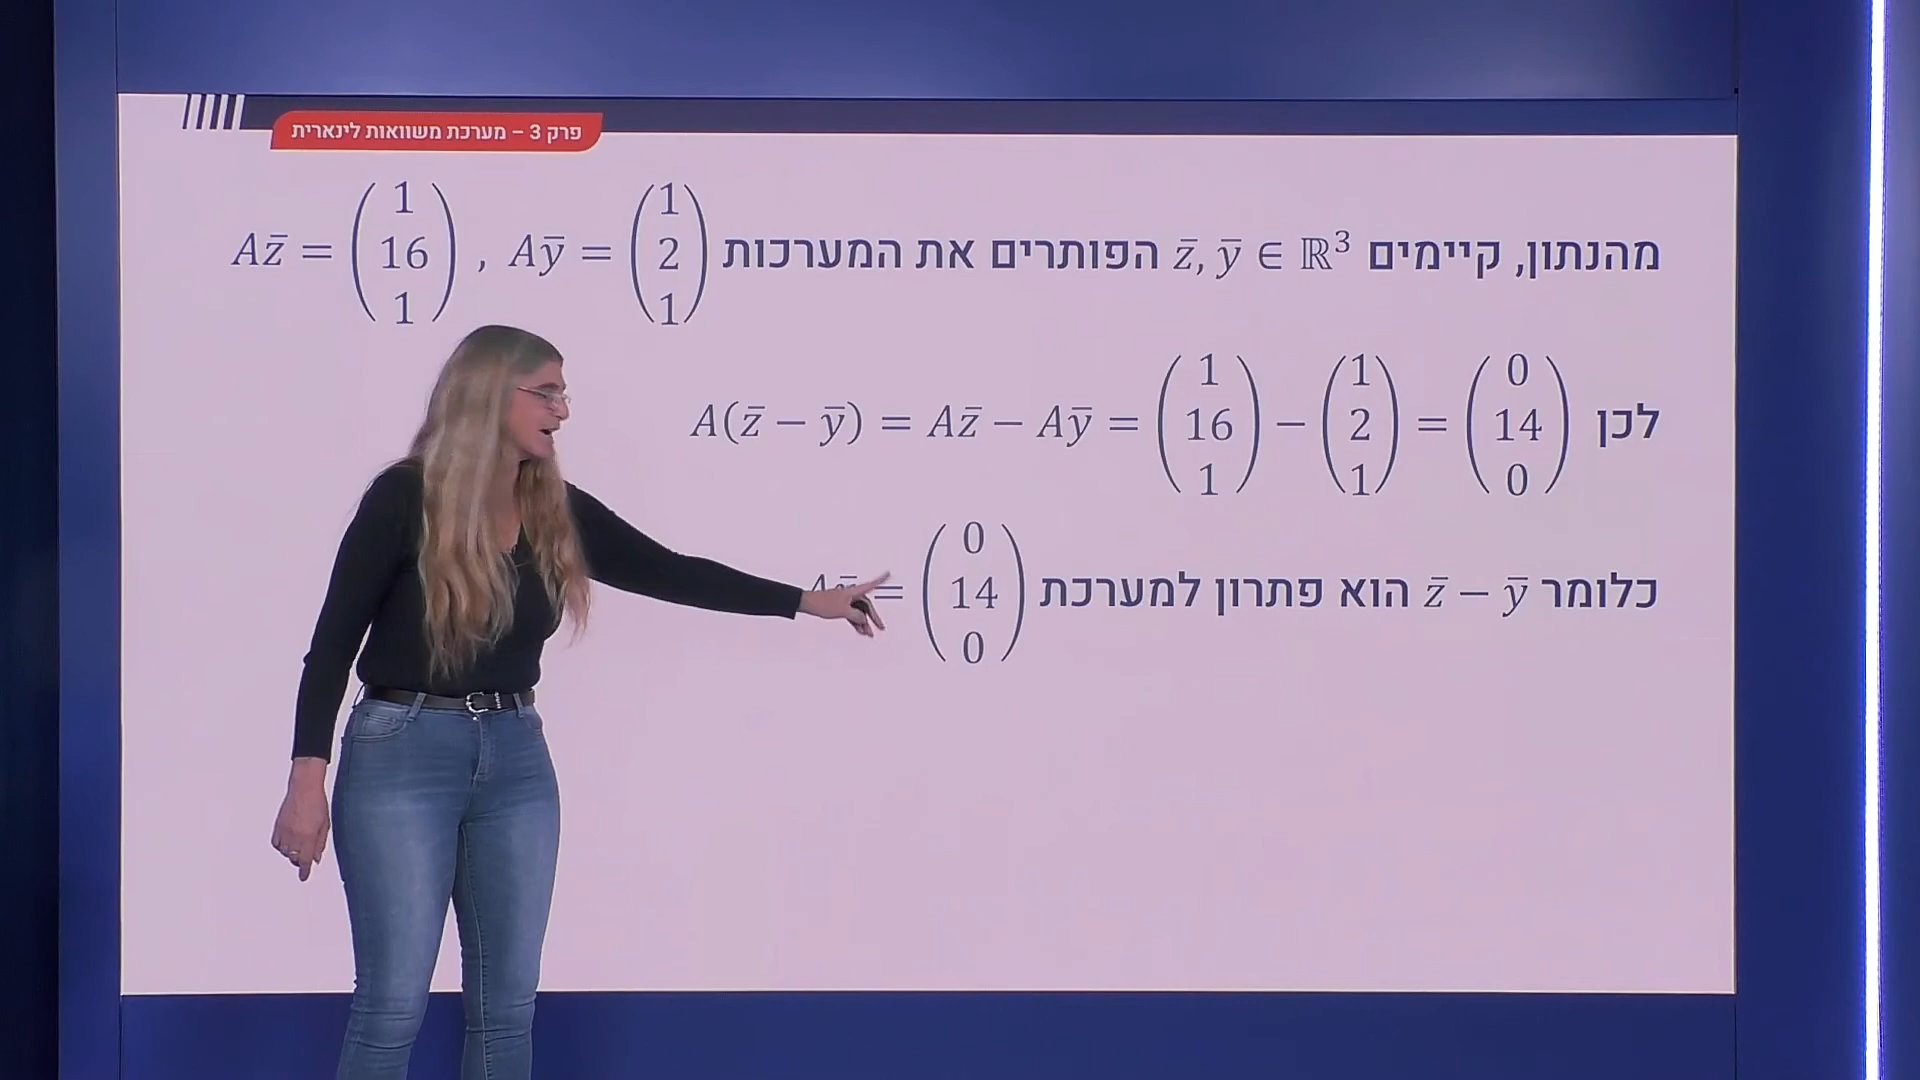 פרק 3 – מערכת משוואות לינארית
מהנתון, קיימים z̄, ȳ ∈ ℝ³ הפותרים את המערכות Aȳ = (1 2 1) , Az̄ = (1 16 1)
לכן A(z̄ − ȳ) = Az̄ − Aȳ = (1 16 1) − (1 2 1) = (0 14 0)
כלומר z̄ − ȳ הוא פתרון למערכת = (0 14 0)